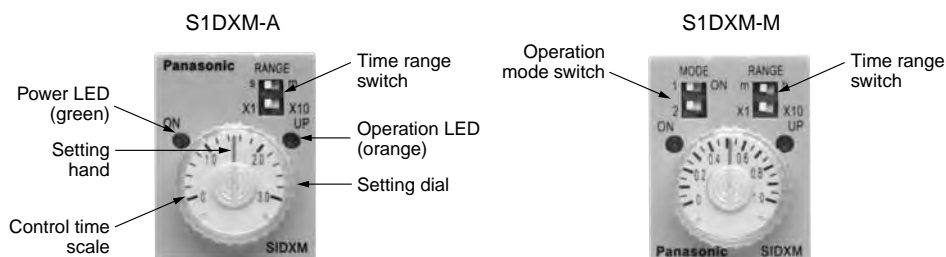 S1DXM-A
Panasonic
RANGE
s m
X1 X10
ON
UP
0 1.0 2.0 3.0
SIDXM
Power LED
(green)
Setting
hand
Control time
scale
Time range
switch
Operation LED
(orange)
Setting dial
S1DXM-M
Operation
mode switch
MODE
RANGE
1 ON m
2 X1 X10
ON
UP
0 0.2 0.4 0.6 0.8 1.0
Panasonic
SIDXM
Time range
switch